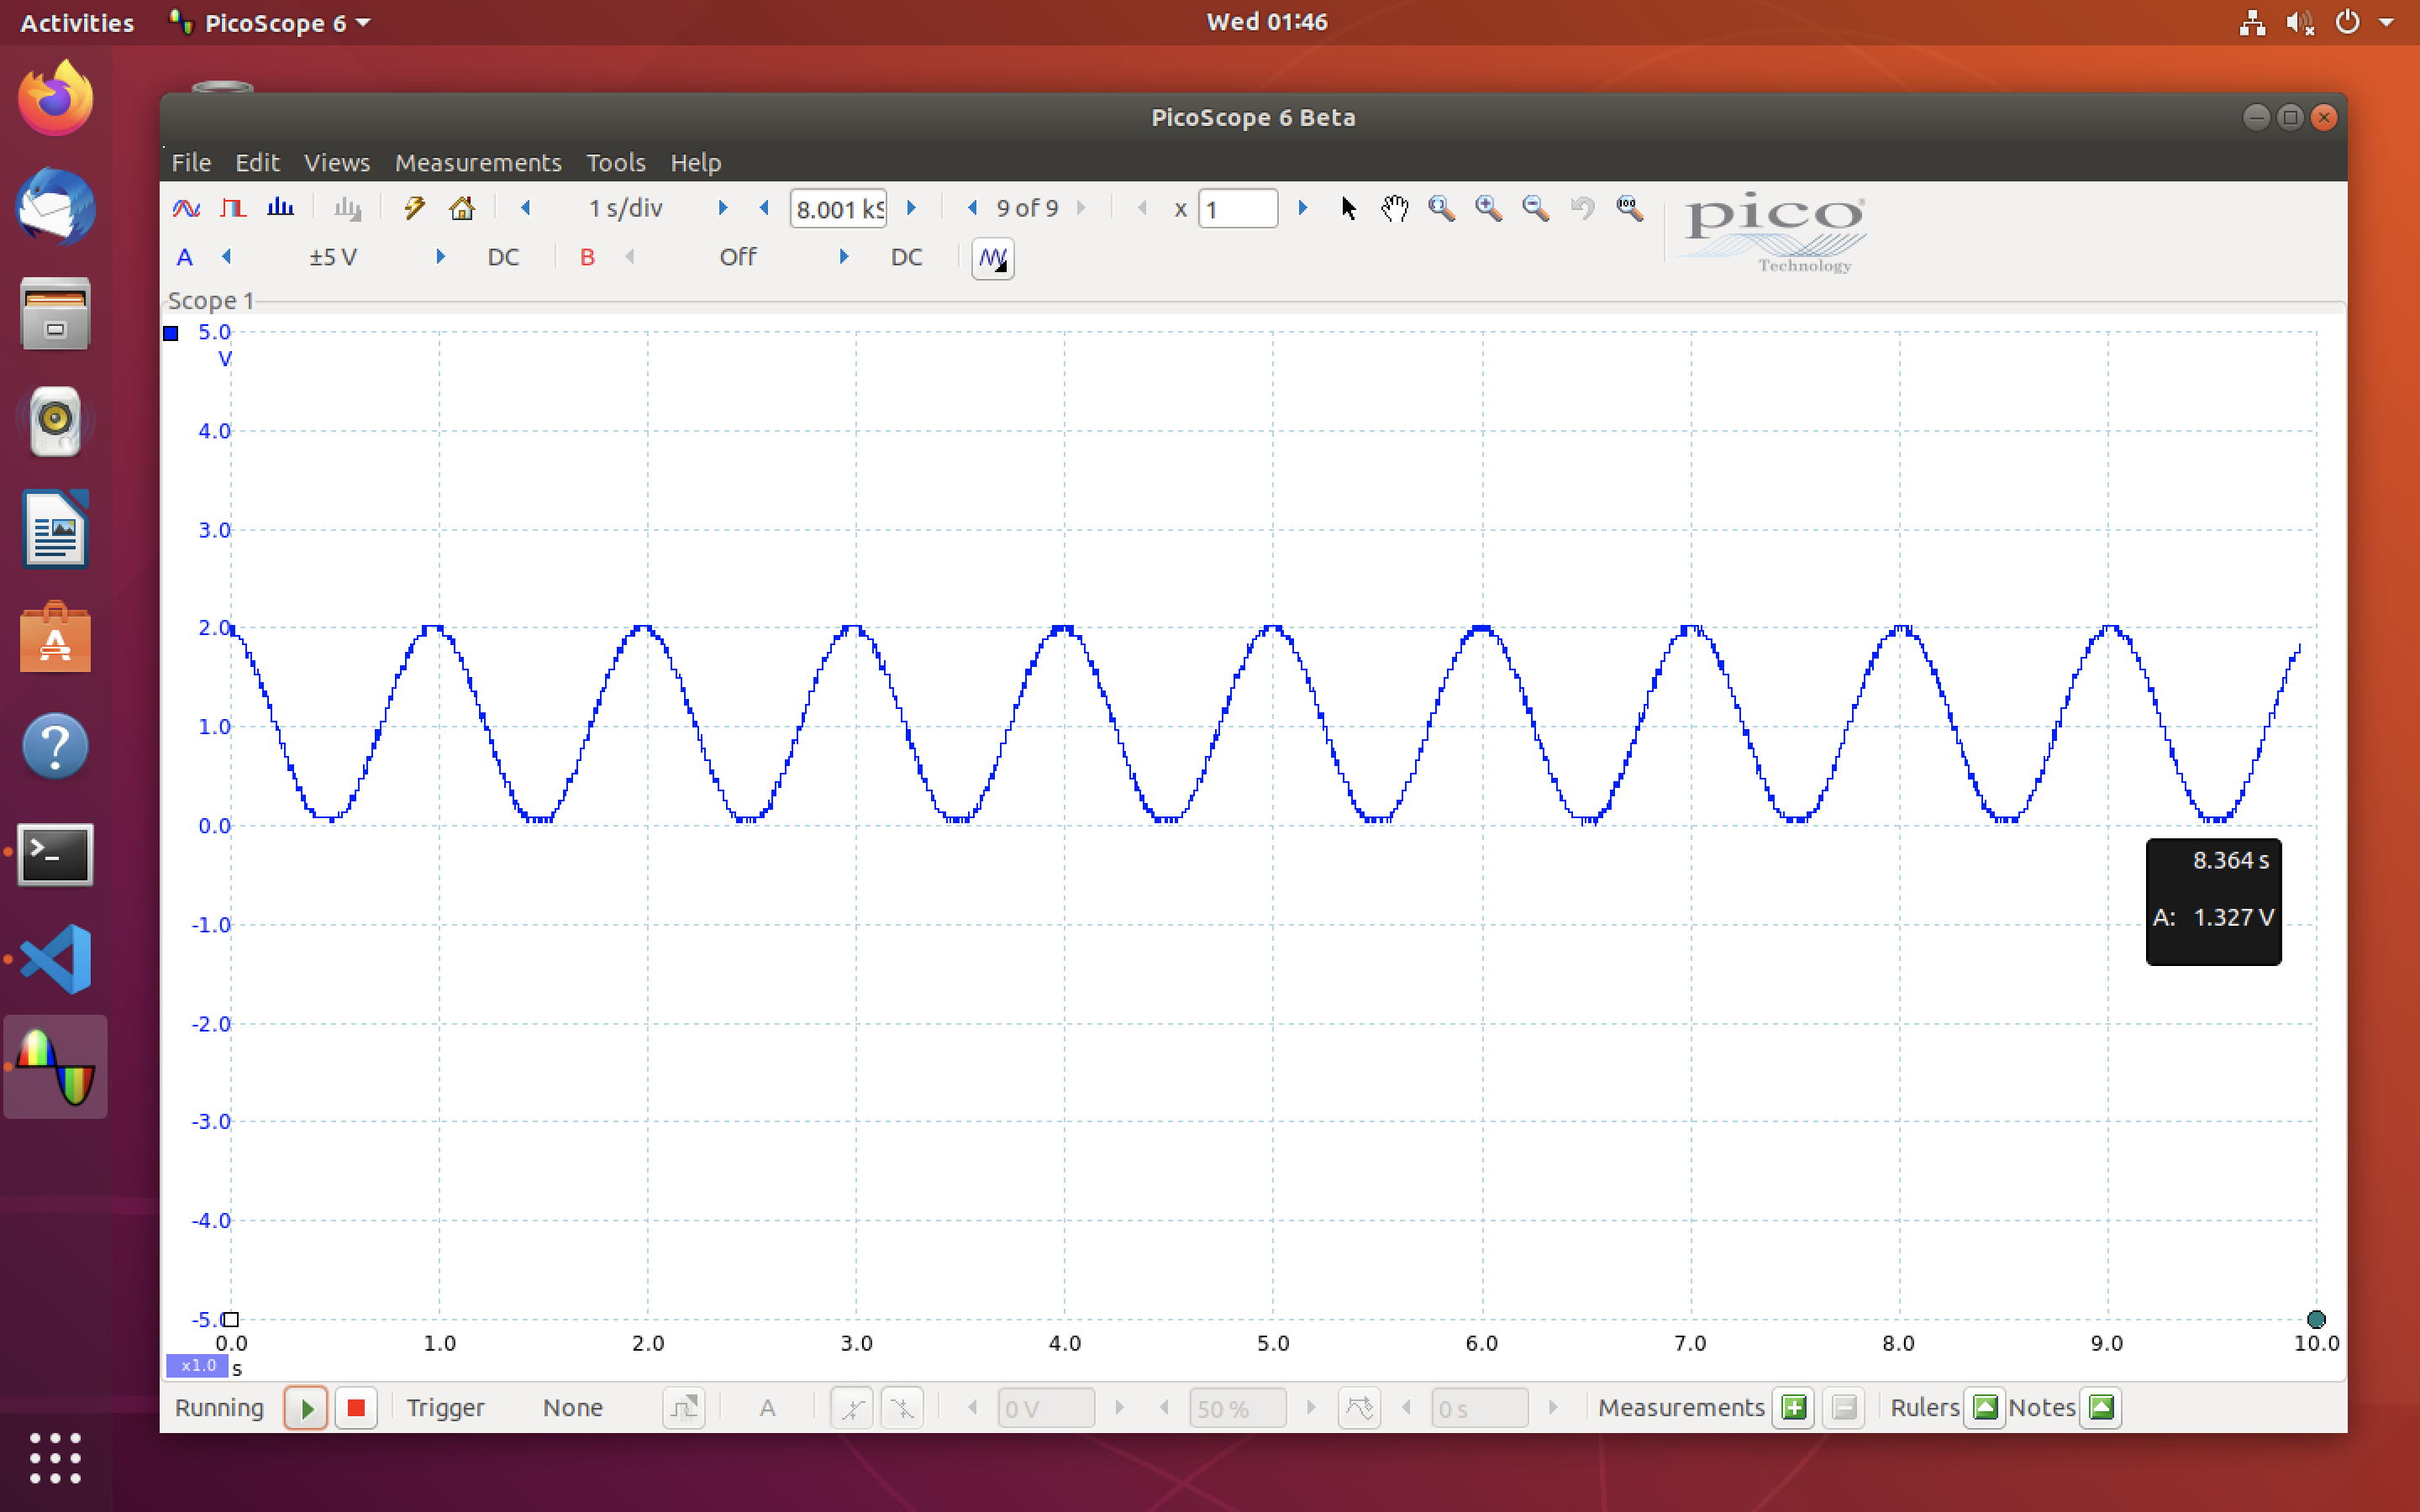 Activities PicoScope 6 Wed 01:46
PicoScope 6 Beta
File Edit Views Measurements Tools Help
1 s/div 8.001 kS 9 of 9 x 1 100
pico
Technology
A ±5 V DC B Off DC
Scope 1
5.0
V
4.0
3.0
2.0
1.0
0.0
8.364 s
A: 1.327 V
-1.0
-2.0
-3.0
-4.0
-5.0
0.0 1.0 2.0 3.0 4.0 5.0 6.0 7.0 8.0 9.0 10.0
x1.0 s
Running Trigger None A 0 V 50 % 0 s Measurements Rulers Notes